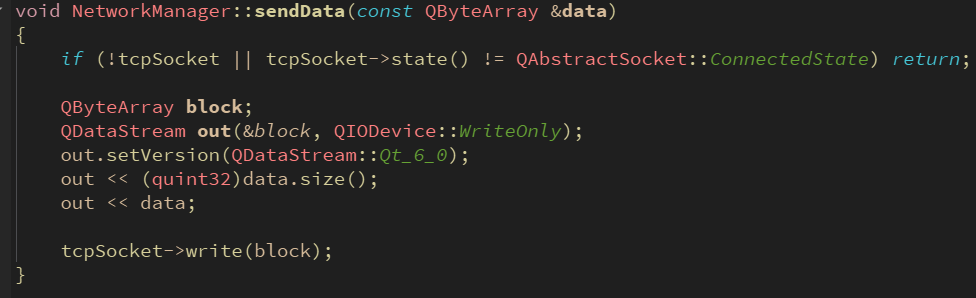 void NetworkManager::sendData(const QByteArray &data)
{
    if (!tcpSocket || tcpSocket->state() != QAbstractSocket::ConnectedState) return;

    QByteArray block;
    QDataStream out(&block, QIODevice::WriteOnly);
    out.setVersion(QDataStream::Qt_6_0);
    out << (quint32)data.size();
    out << data;

    tcpSocket->write(block);
}